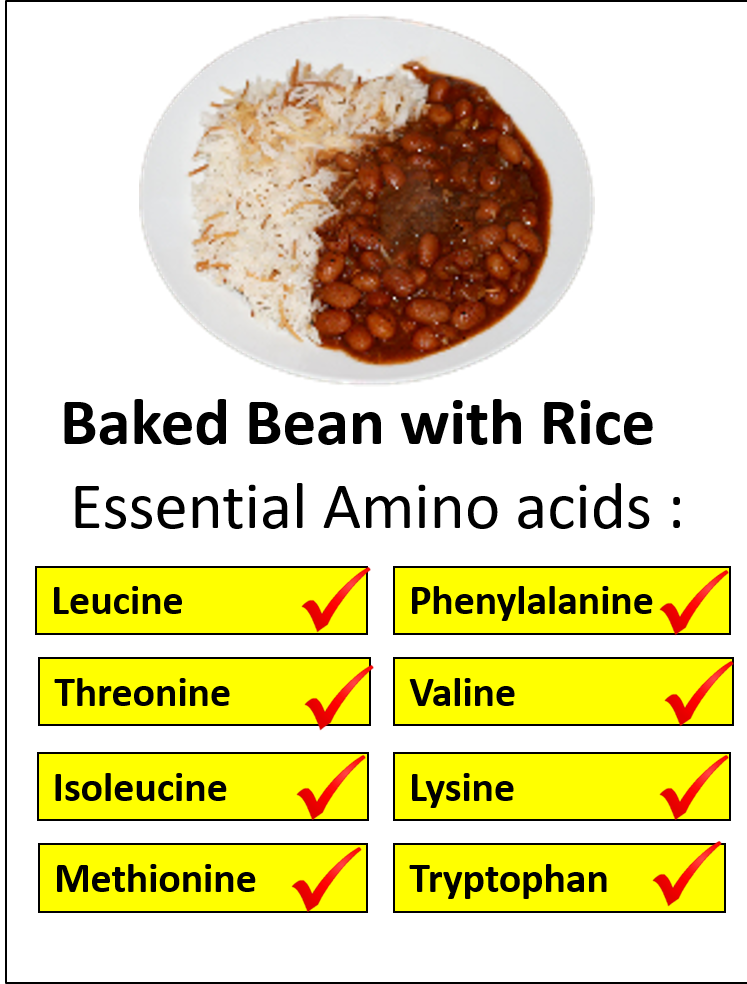 Baked Bean with Rice
Essential Amino acids :
Leucine
Phenylalanine
Threonine
Valine
Isoleucine
Lysine
Methionine
Tryptophan